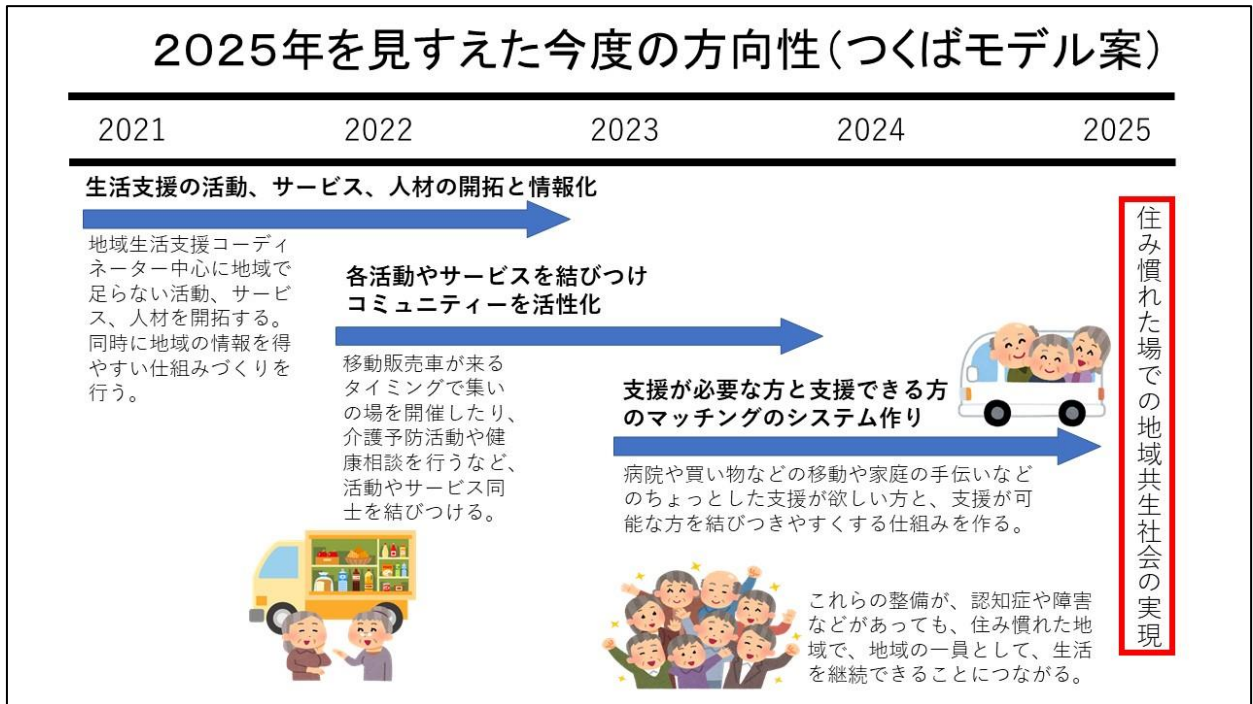 2025年を見すえた今度の方向性(つくばモデル案)
2021 2022 2023 2024 2025
生活支援の活動、サービス、人材の開拓と情報化
地域生活支援コーディ
ネーター中心に地域で
足らない活動、サービ
ス、人材を開拓する。
同時に地域の情報を得
やすい仕組みづくりを
行う。
各活動やサービスを結びつけ
コミュニティーを活性化
移動販売車が来る
タイミングで集い
の場を開催したり、
介護予防活動や健
康相談を行うなど、
活動やサービス同
士を結びつける。
支援が必要な方と支援できる方
のマッチングのシステム作り
病院や買い物などの移動や家庭の手伝いなど
のちょっとした支援が欲しい方と、支援が可
能な方を結びつきやすくする仕組みを作る。
これらの整備が、認知症や障害
などがあっても、住み慣れた地
域で、地域の一員として、生活
を継続できることにつながる。
住み慣れた場での地域共生社会の実現